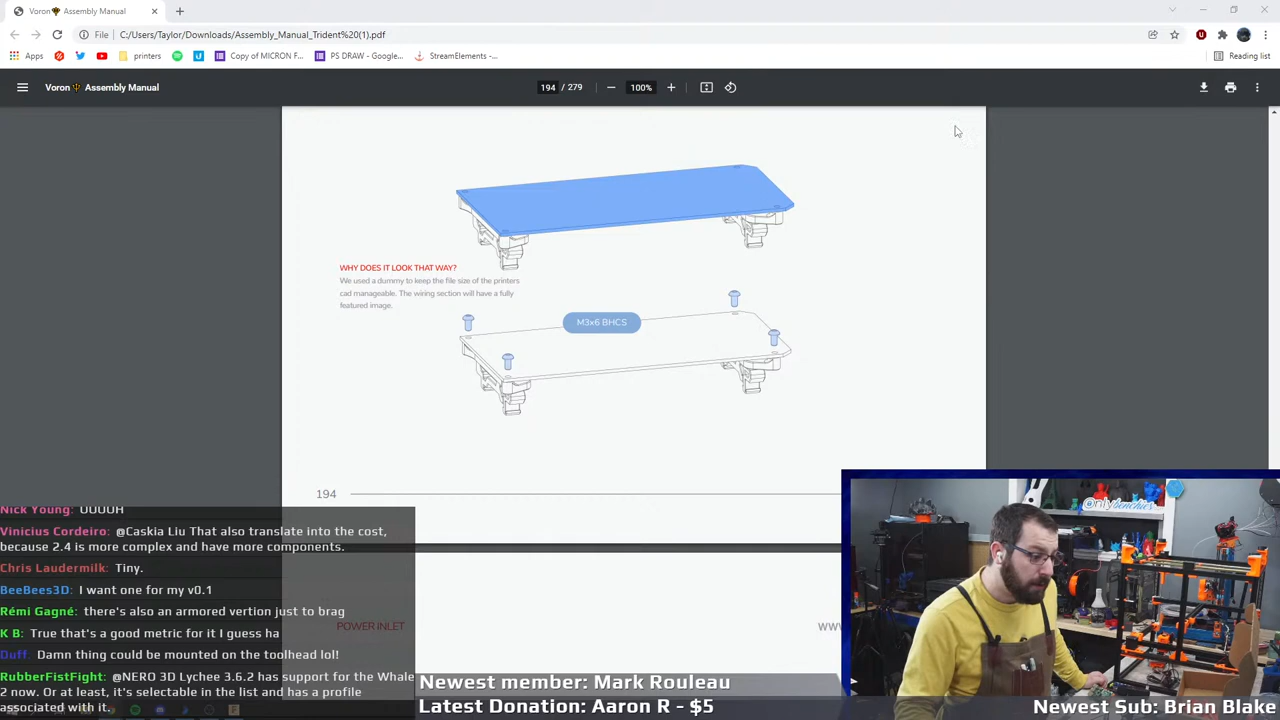 Voron Assembly Manual
File C:/Users/Taylor/Downloads/Assembly_Manual_Trident%20(1).pdf
Apps printers Copy of MICRON F... PS DRAW - Google... StreamElements -... Reading list
Voron Assembly Manual 194 / 279 100%
WHY DOES IT LOOK THAT WAY?
We used a dummy to keep the file size of the printers
cad manageable. The wiring section will have a fully
featured image.
M3x6 BHCS
194
@nlybenchies
Nick Young: UUUUH
Vinicius Cordeiro: @Caskia Liu That also translate into the cost,
because 2.4 is more complex and have more components.
Chris Laudermilk: Tiny.
BeeBees3D: I want one for my v0.1
Rémi Gagné: there's also an armored vertion just to brag
K B: True that's a good metric for it I guess ha
POWER INLET
WWW
Duff: Damn thing could be mounted on the toolhead lol!
RubberFistFight: @NERO 3D Lychee 3.6.2 has support for the Whale
2 now. Or at least, it's selectable in the list and has a profile
associated with it.
Newest member: Mark Rouleau
Latest Donation: Aaron R - $5
Newest Sub: Brian Blake